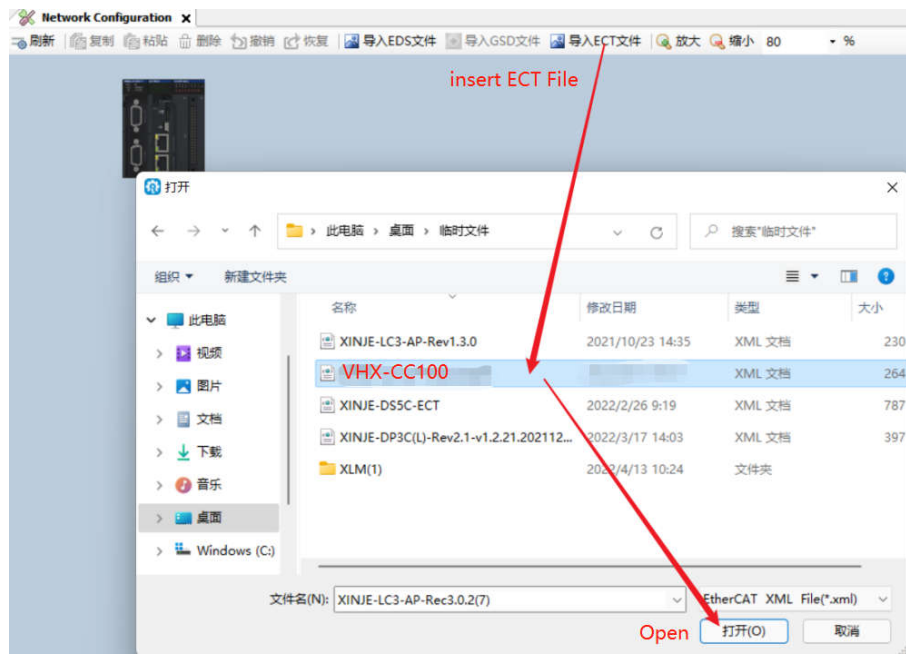 Network Configuration
刷新 复制 粘贴 删除 撤销 恢复 导入EDS文件 导入GSD文件 导入ECT文件 放大 缩小 80 %
insert ECT File
打开
此电脑 › 桌面 › 临时文件 搜索"临时文件"
组织 新建文件夹
名称 修改日期 类型 大小
此电脑
视频
图片
文档
下载
音乐
桌面
Windows (C:)
XINJE-LC3-AP-Rev1.3.0 2021/10/23 14:35 XML 文档 230
VHX-CC100 XML 文档 264
XINJE-DS5C-ECT 2022/2/26 9:19 XML 文档 787
XINJE-DP3C(L)-Rev2.1-v1.2.21.202112... 2022/3/17 14:03 XML 文档 397
XLM(1) 2022/4/13 10:24 文件夹
文件名(N): XINJE-LC3-AP-Rec3.0.2(7) EtherCAT XML File(*.xml)
Open 打开(O) 取消